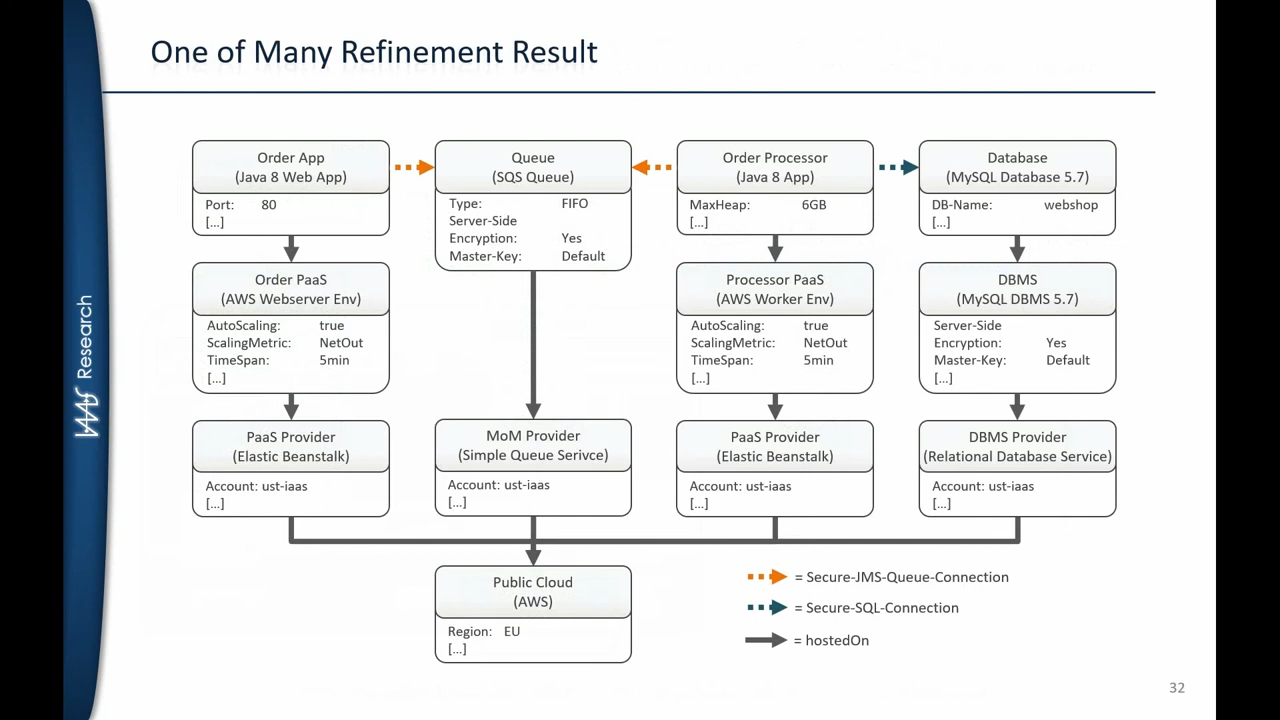 One of Many Refinement Result
Order App
(Java 8 Web App)
Port: 80
[...]
Queue
(SQS Queue)
Type: FIFO
Server-Side
Encryption: Yes
Master-Key: Default
Order Processor
(Java 8 App)
MaxHeap: 6GB
[...]
Database
(MySQL Database 5.7)
DB-Name: webshop
[...]
Order PaaS
(AWS Webserver Env)
AutoScaling: true
ScalingMetric: NetOut
TimeSpan: 5min
[...]
Processor PaaS
(AWS Worker Env)
AutoScaling: true
ScalingMetric: NetOut
TimeSpan: 5min
[...]
DBMS
(MySQL DBMS 5.7)
Server-Side
Encryption: Yes
Master-Key: Default
[...]
PaaS Provider
(Elastic Beanstalk)
Account: ust-iaas
[...]
MoM Provider
(Simple Queue Serivce)
Account: ust-iaas
[...]
PaaS Provider
(Elastic Beanstalk)
Account: ust-iaas
[...]
DBMS Provider
(Relational Database Service)
Account: ust-iaas
[...]
Public Cloud
(AWS)
Region: EU
[...]
= Secure-JMS-Queue-Connection
= Secure-SQL-Connection
= hostedOn
IAAS Research
32